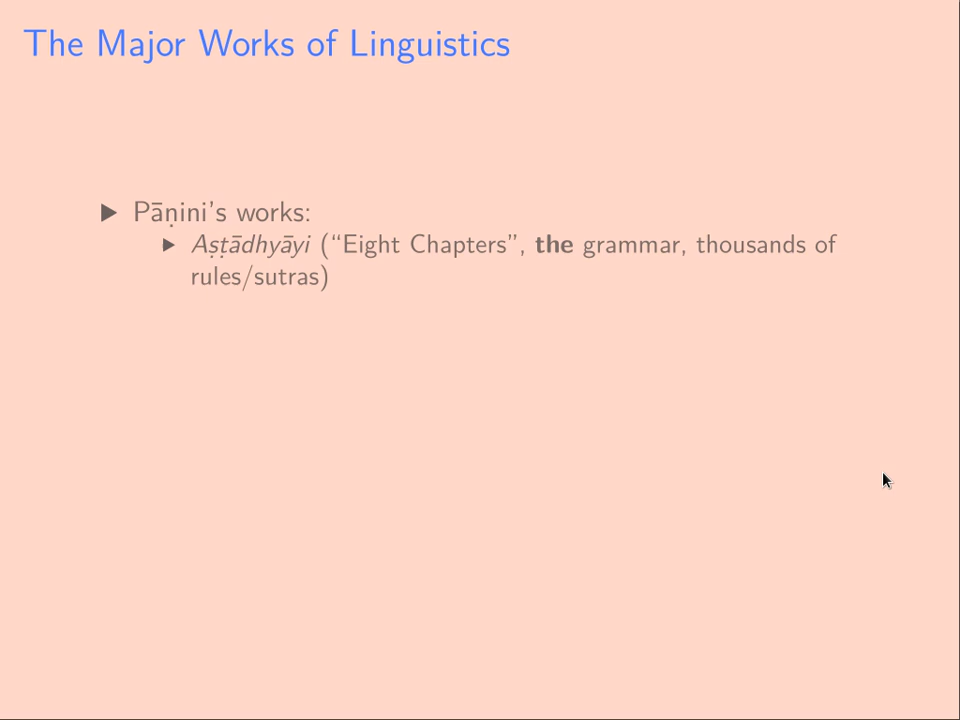 The Major Works of Linguistics
▶ Pāṇini's works:
▶ Aṣṭādhyāyi (“Eight Chapters”, the grammar, thousands of
rules/sutras)